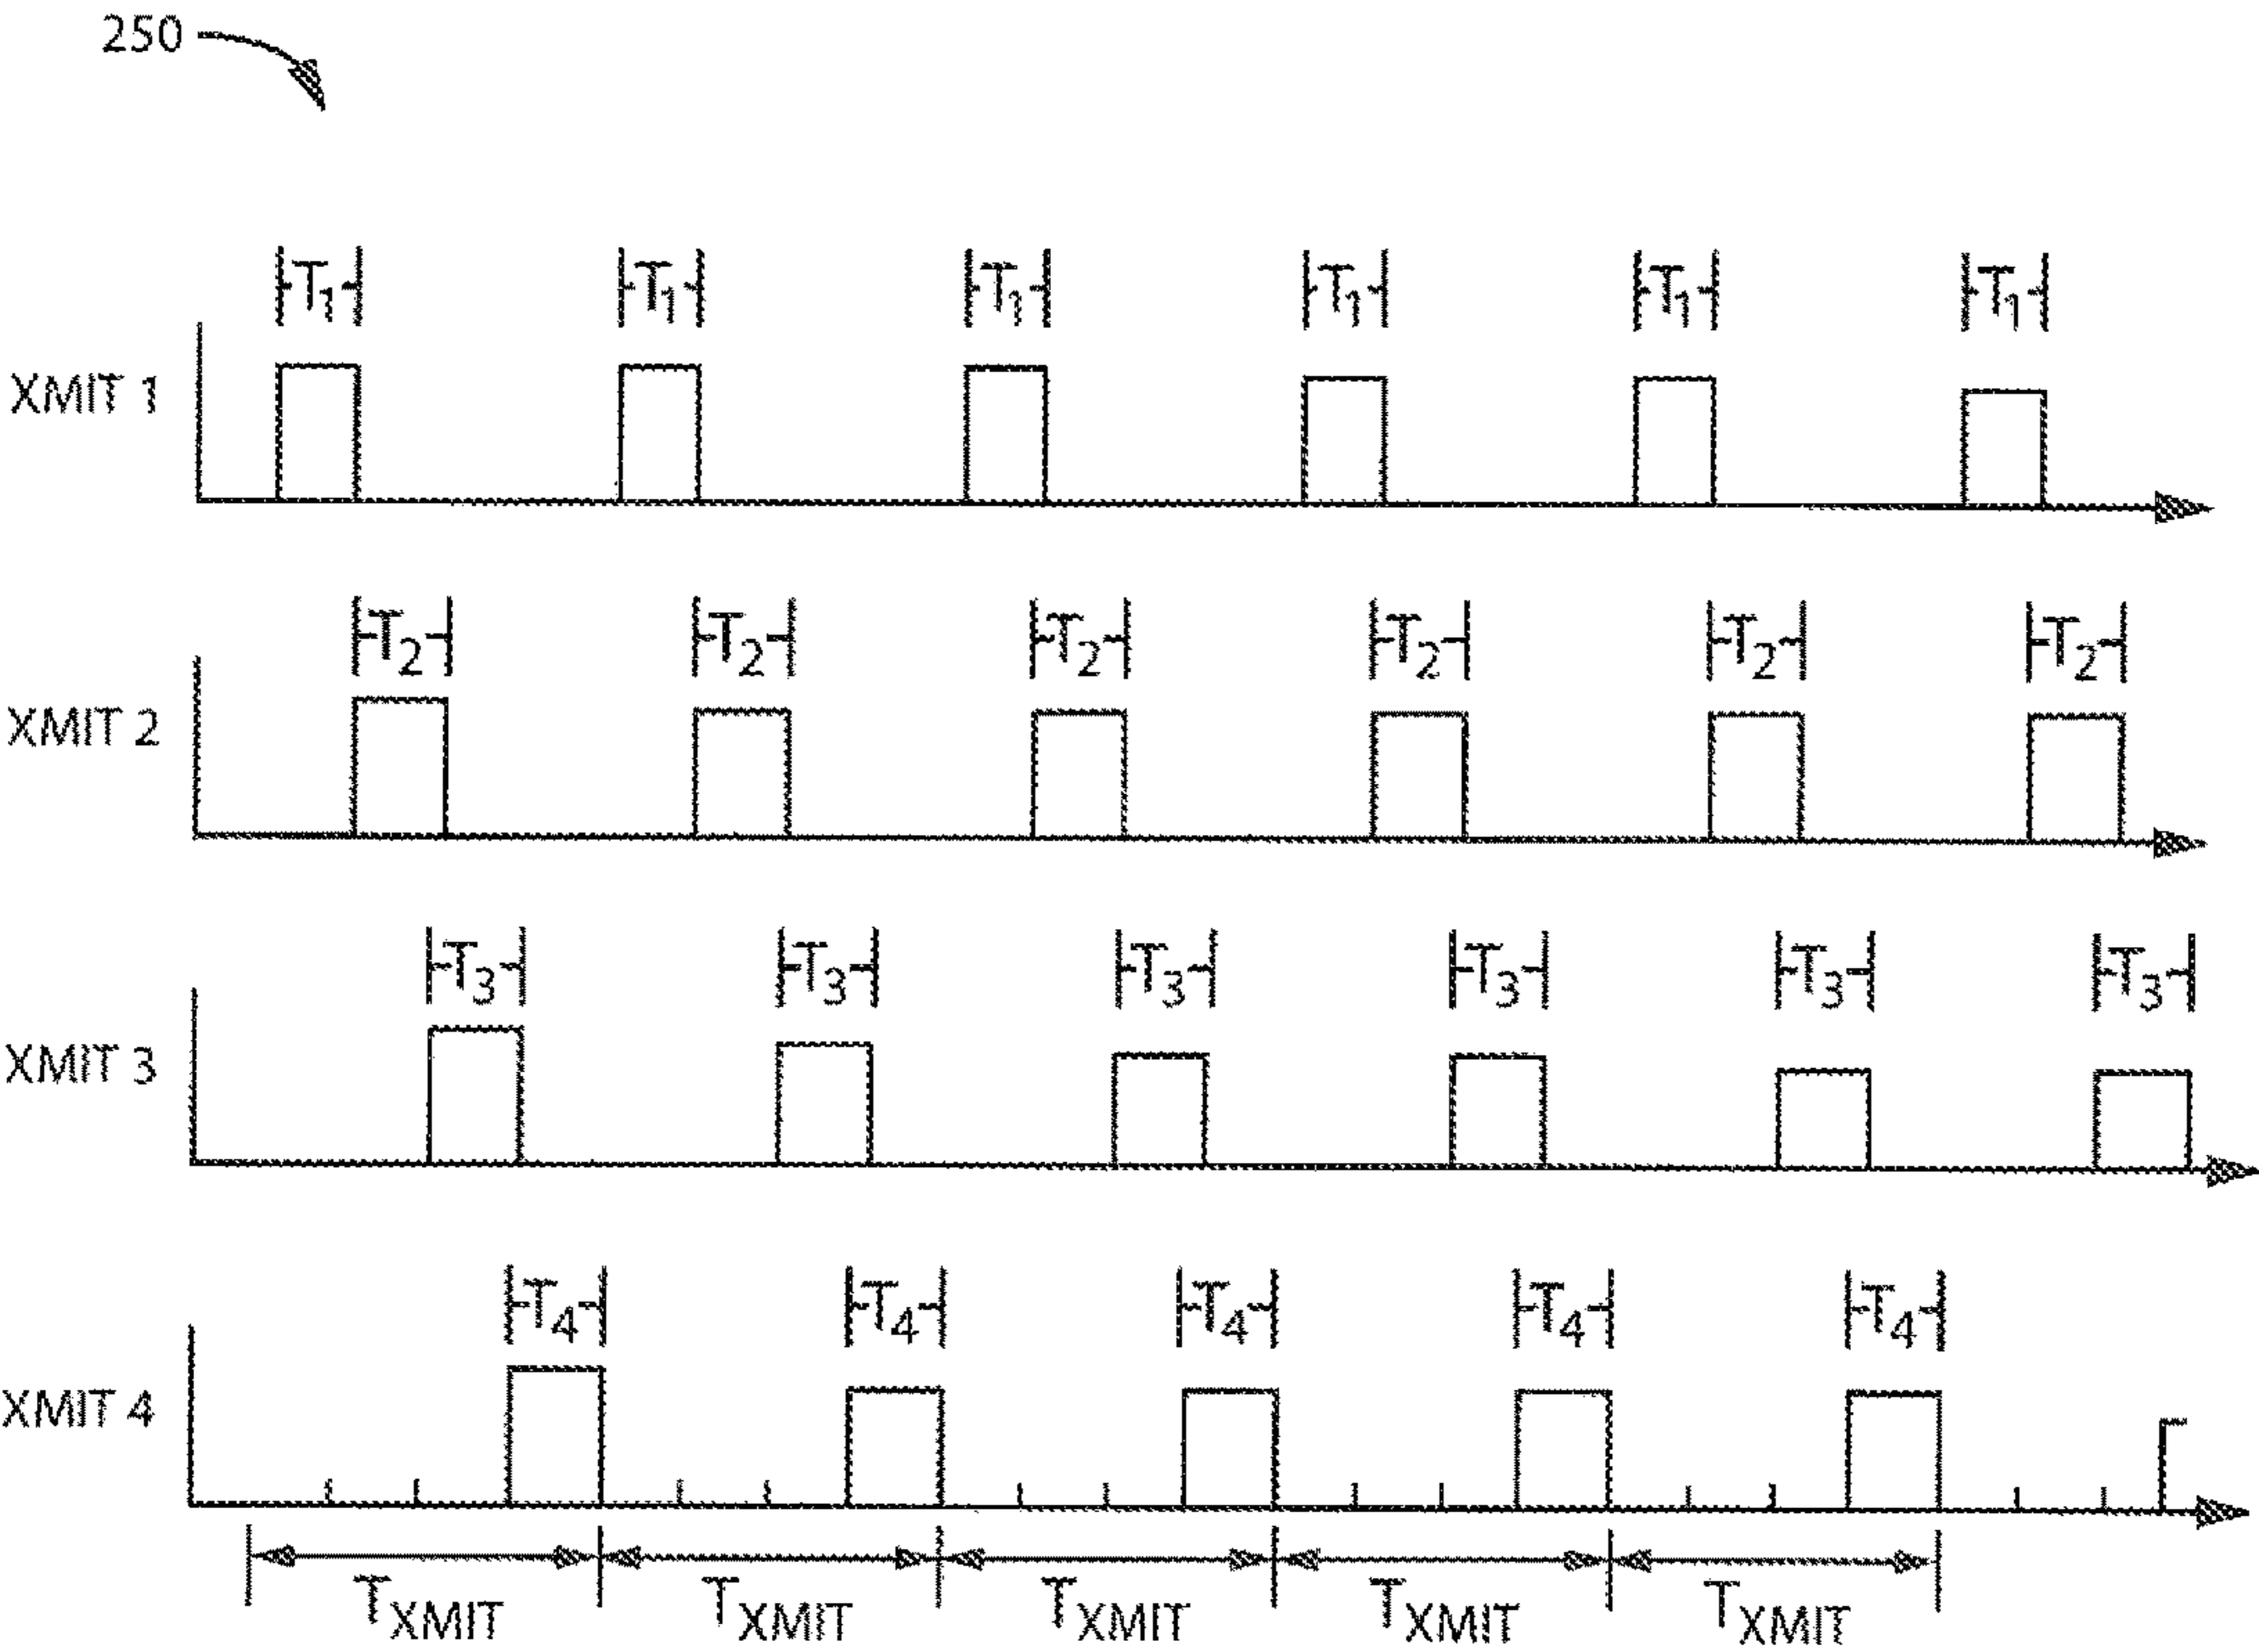 250
T1 T1 T1 T1 T1 T1
XMIT 1
T2 T2 T2 T2 T2 T2
XMIT 2
T3 T3 T3 T3 T3 T3
XMIT 3
T4 T4 T4 T4 T4
XMIT 4
TXMIT TXMIT TXMIT TXMIT TXMIT